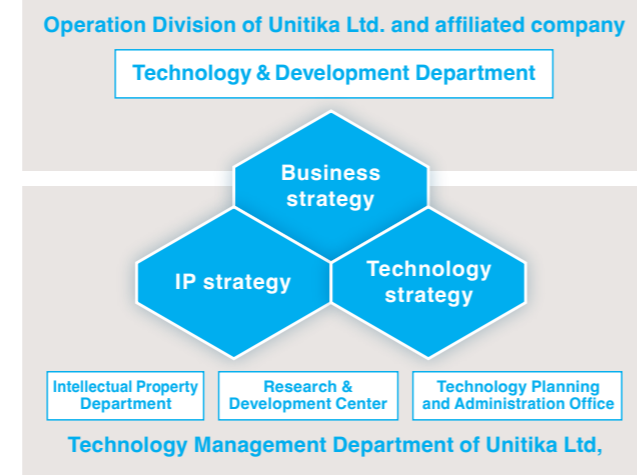 Operation Division of Unitika Ltd. and affiliated company
Technology & Development Department
Business
strategy
IP strategy
Technology
strategy
Intellectual Property
Department
Research &
Development Center
Technology Planning
and Administration Office
Technology Management Department of Unitika Ltd,